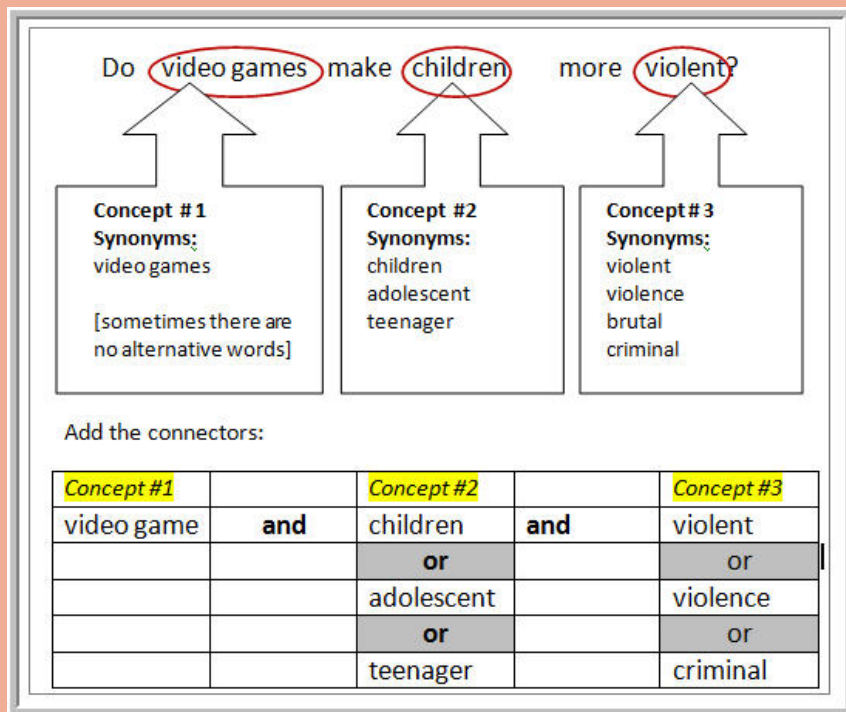 Do video games make children more violent?
Concept #1
Synonyms:
video games
[sometimes there are
no alternative words]
Concept #2
Synonyms:
children
adolescent
teenager
Concept #3
Synonyms:
violent
violence
brutal
criminal
Add the connectors:
Concept #1 Concept #2 Concept #3
video game and children and violent
or or
adolescent violence
or or
teenager criminal